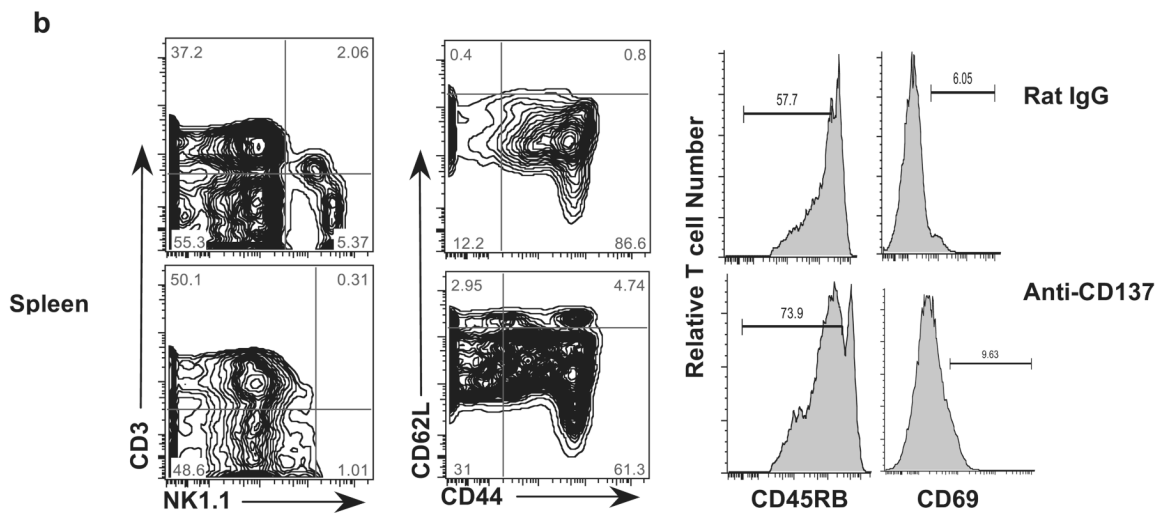 b
37.2 2.06
55.3 5.37
0.4 0.8
12.2 86.6
57.7
6.05
Rat IgG
Spleen
50.1 0.31
48.6 1.01
2.95 4.74
31 61.3
73.9
9.63
Anti-CD137
CD3
NK1.1
CD62L
CD44
Relative T cell Number
CD45RB
CD69